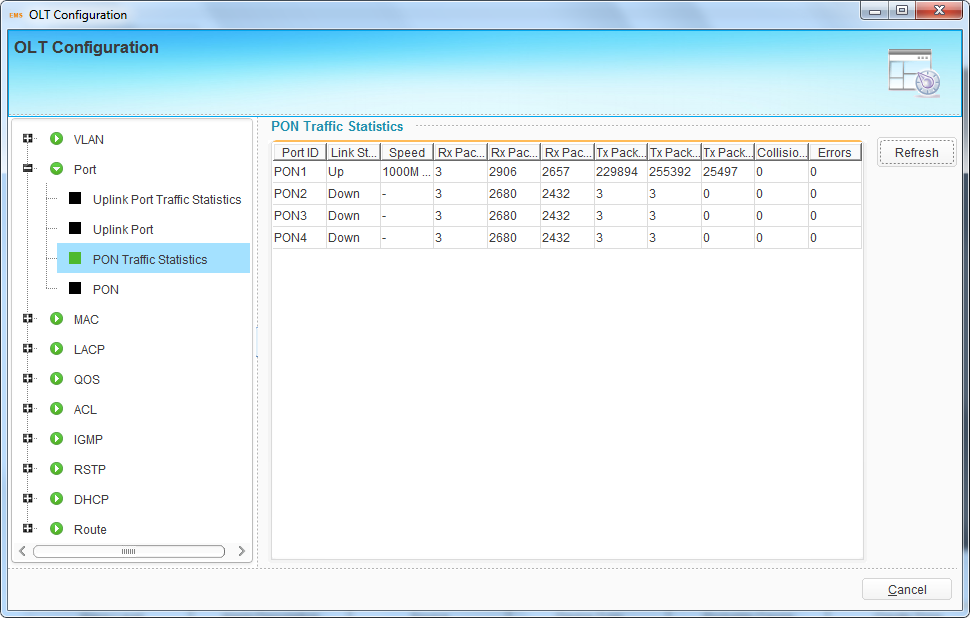 EMS OLT Configuration
OLT Configuration
VLAN
Port
Uplink Port Traffic Statistics
Uplink Port
PON Traffic Statistics
PON
MAC
LACP
QOS
ACL
IGMP
RSTP
DHCP
Route
PON Traffic Statistics
Port ID Link St... Speed Rx Pac... Rx Pac... Rx Pac... Tx Pack... Tx Pack... Tx Pack... Collisio... Errors
PON1 Up 1000M ... 3 2906 2657 229894 255392 25497 0 0
PON2 Down - 3 2680 2432 3 3 0 0 0
PON3 Down - 3 2680 2432 3 3 0 0 0
PON4 Down - 3 2680 2432 3 3 0 0 0
Refresh
Cancel